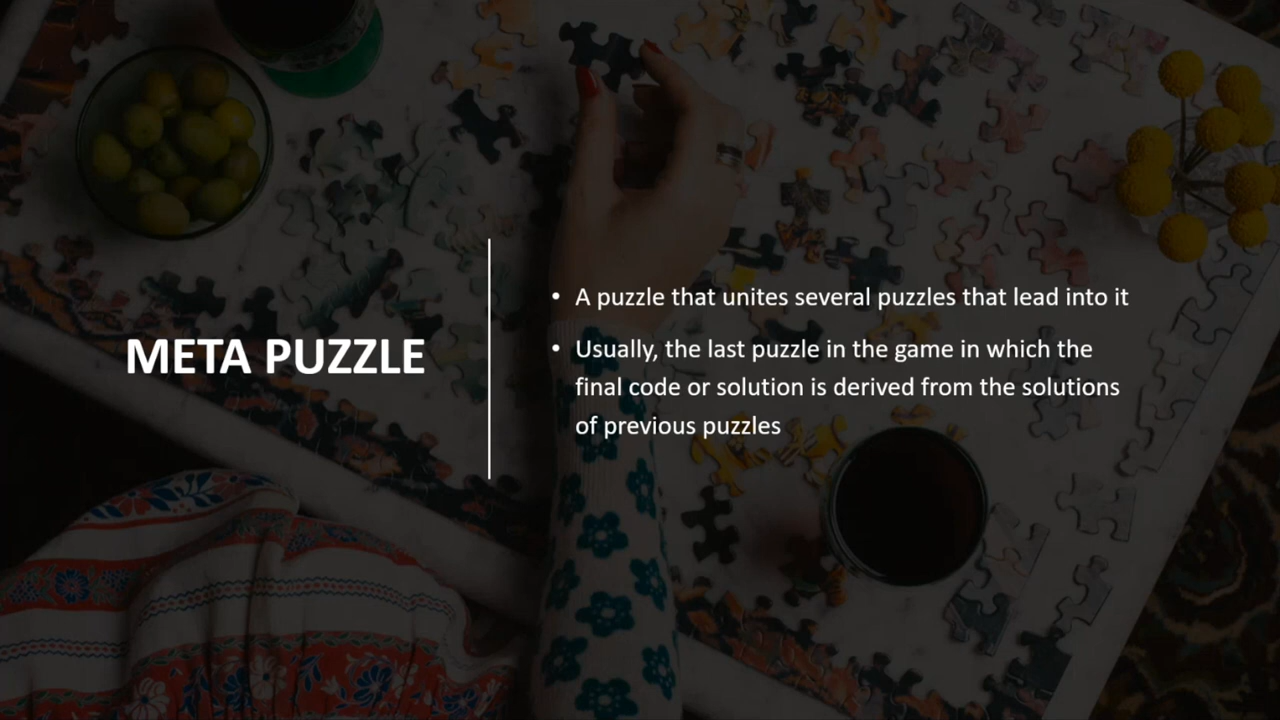 META PUZZLE
• A puzzle that unites several puzzles that lead into it
• Usually, the last puzzle in the game in which the
final code or solution is derived from the solutions
of previous puzzles